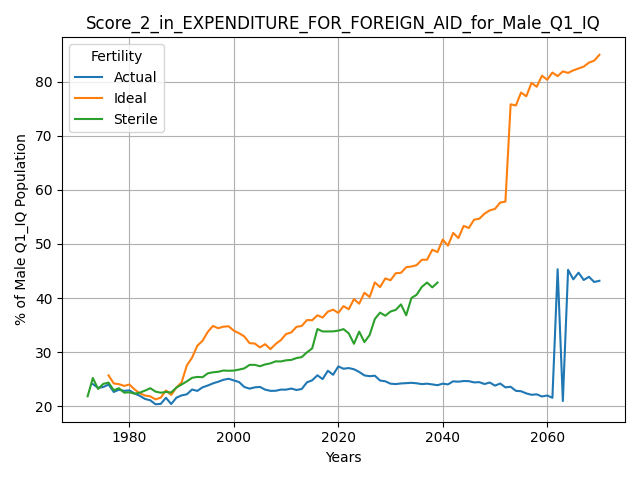 Score_2_in_EXPENDITURE_FOR_FOREIGN_AID_for_Male_Q1_IQ
Fertility
Actual
Ideal
Sterile
% of Male Q1_IQ Population
80
70
60
50
40
30
20
1980 2000 2020 2040 2060
Years